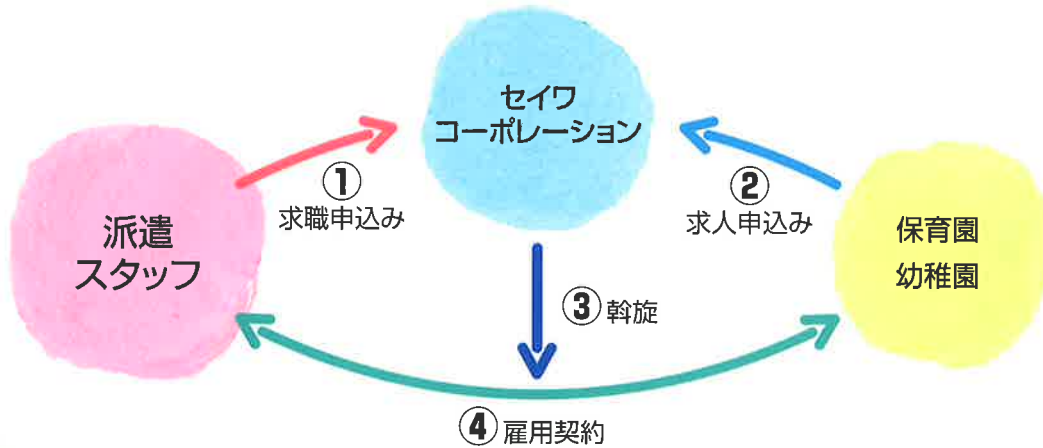 セイワ
コーポレーション
① 求職申込み
② 求人申込み
派遣
スタッフ
保育園
幼稚園
③ 斡旋
④ 雇用契約